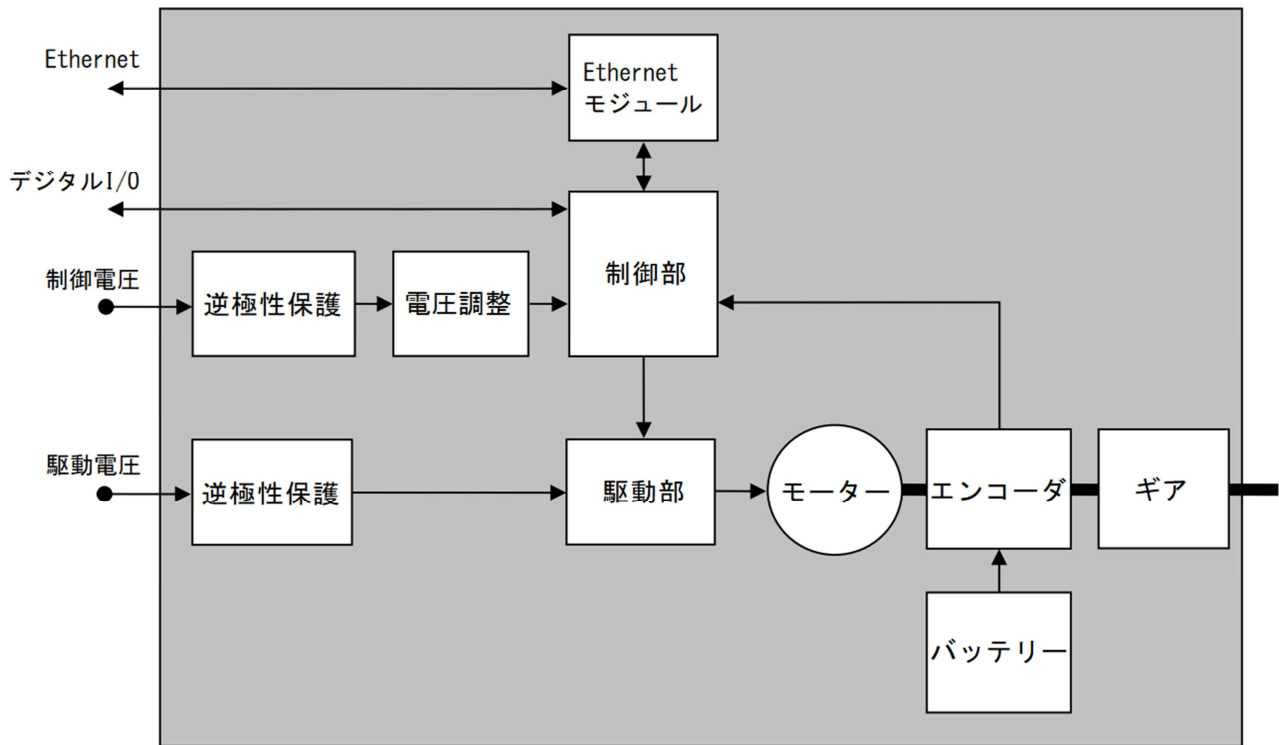 Ethernet
Ethernet
モジュール
デジタルI/O
制御部
制御電圧
逆極性保護
電圧調整
駆動電圧
逆極性保護
駆動部
モーター
エンコーダ
ギア
バッテリー